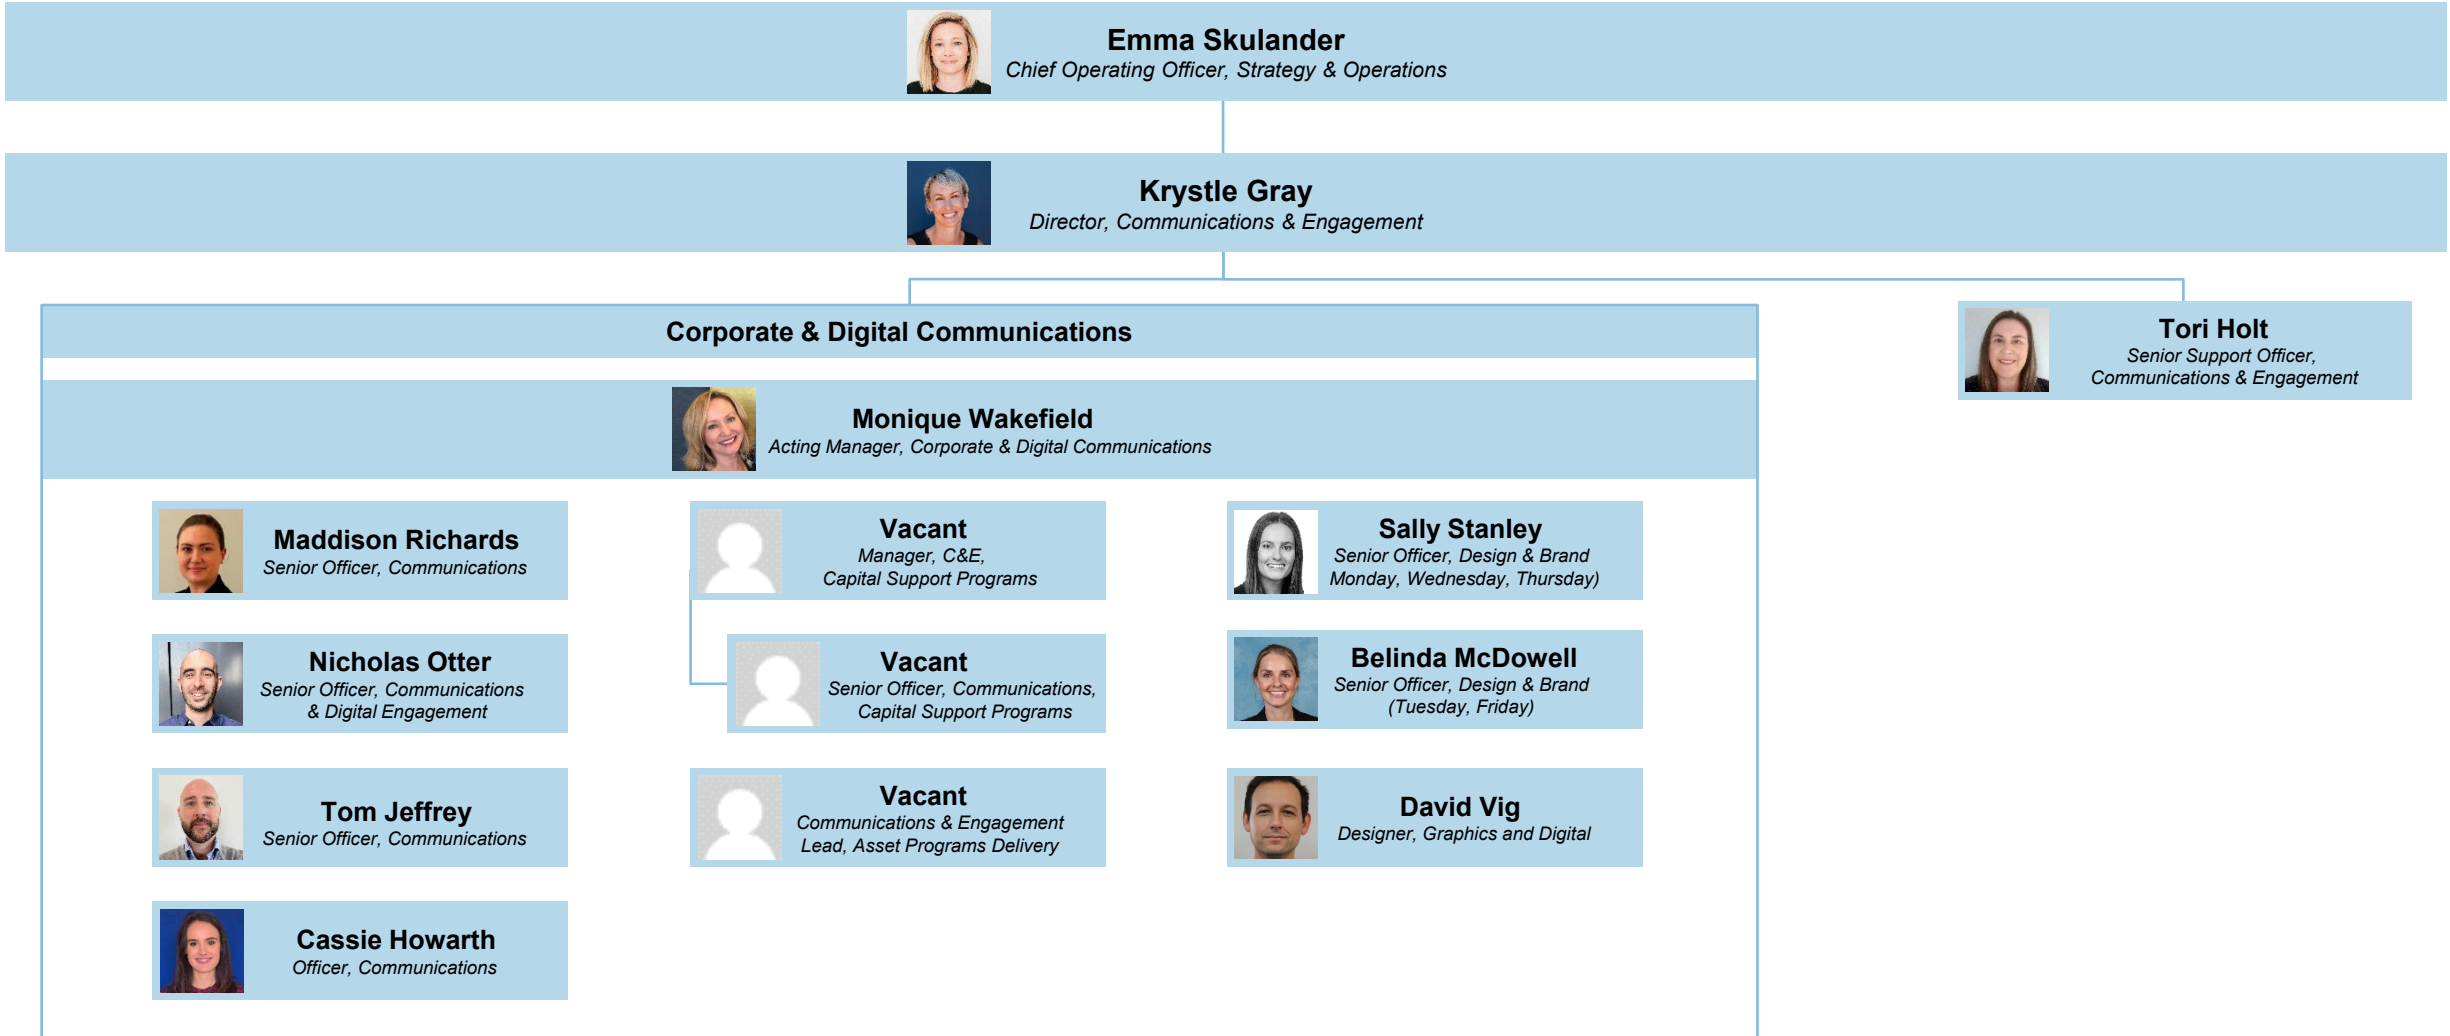 Emma Skulander
Chief Operating Officer, Strategy & Operations
Krystle Gray
Director, Communications & Engagement
Corporate & Digital Communications
Tori Holt
Senior Support Officer,
Communications & Engagement
Monique Wakefield
Acting Manager, Corporate & Digital Communications
Maddison Richards
Senior Officer, Communications
Nicholas Otter
Senior Officer, Communications
& Digital Engagement
Tom Jeffrey
Senior Officer, Communications
Cassie Howarth
Officer, Communications
Vacant
Manager, C&E,
Capital Support Programs
Vacant
Senior Officer, Communications,
Capital Support Programs
Vacant
Communications & Engagement
Lead, Asset Programs Delivery
Sally Stanley
Senior Officer, Design & Brand
Monday, Wednesday, Thursday)
Belinda McDowell
Senior Officer, Design & Brand
(Tuesday, Friday)
David Vig
Designer, Graphics and Digital